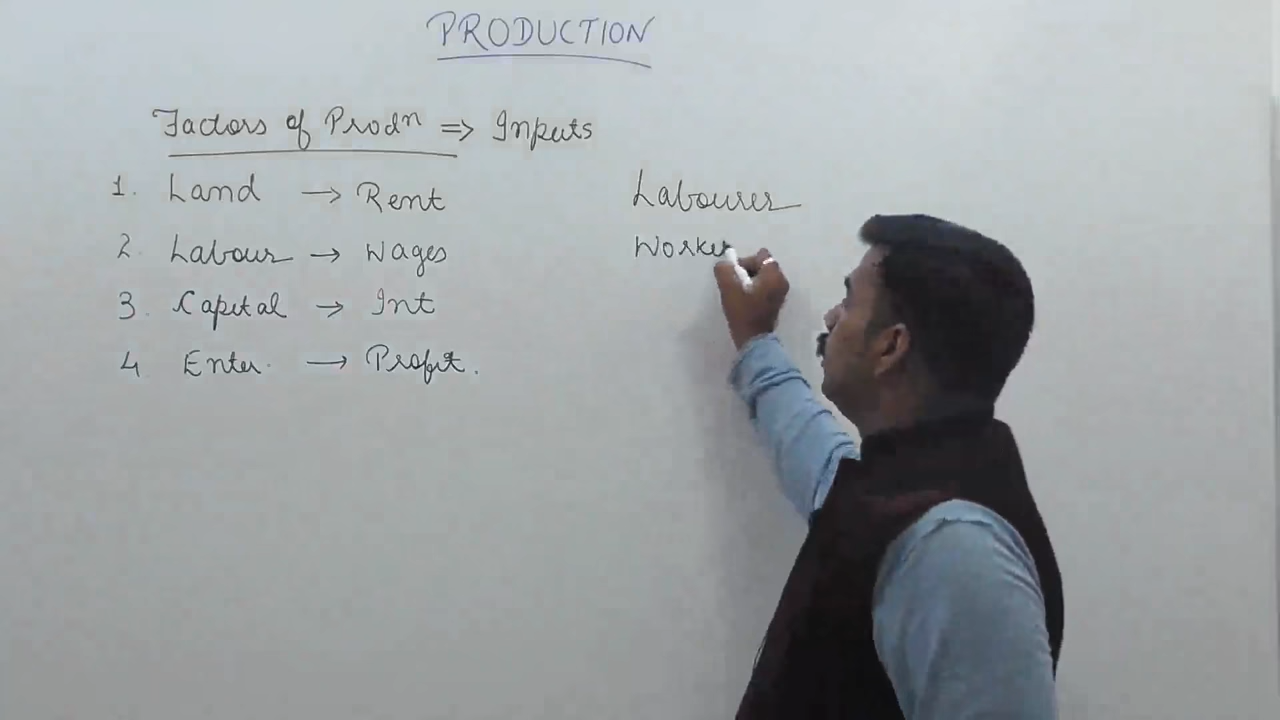 PRODUCTION
Factors of Prodn => Inputs
1. Land → Rent
2. Labour → Wages
3. Capital → Int
4. Enter. → Profit.
Labourer
Worke